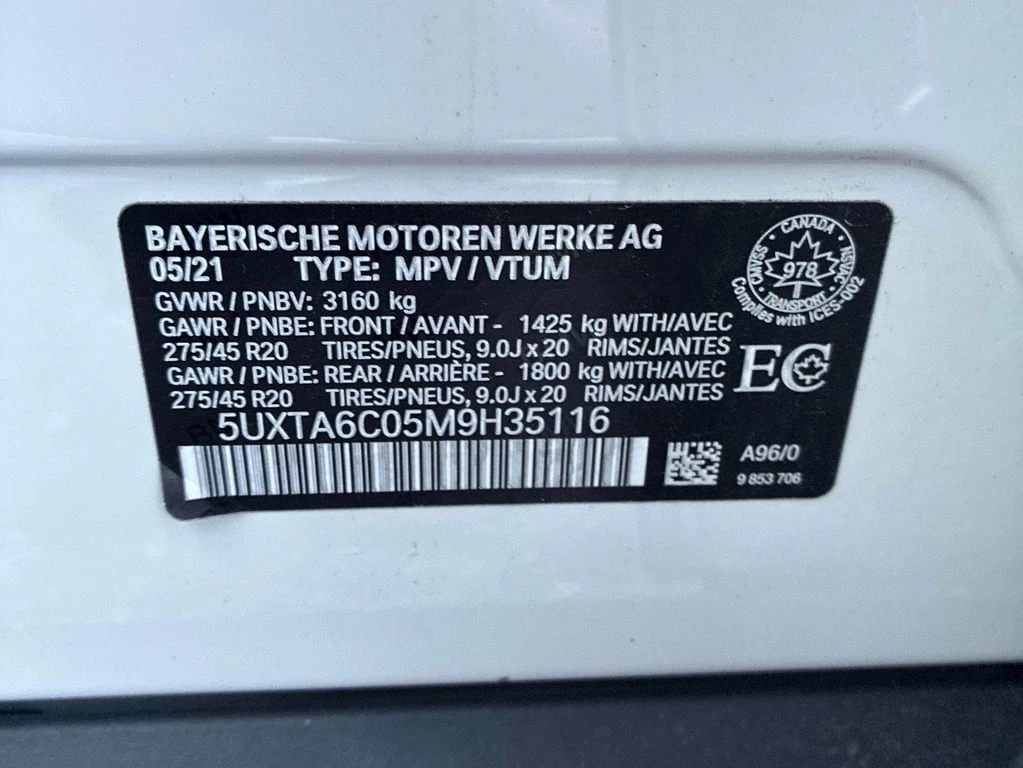 BAYERISCHE MOTOREN WERKE AG
05/21 TYPE: MPV / VTUM
GVWR / PNBV: 3160 kg
GAWR / PNBE: FRONT / AVANT - 1425 kg WITH/AVEC
275/45 R20 TIRES/PNEUS, 9.0J x 20 RIMS/JANTES
GAWR / PNBE: REAR / ARRIÈRE - 1800 kg WITH/AVEC
275/45 R20 TIRES/PNEUS, 9.0J x 20 RIMS/JANTES
5UXTA6C05M9H35116
CANADA
CMVSS
978
NSVAC
TRANSPORT
Complies with ICES-002
EC
A96/0
9 853 706